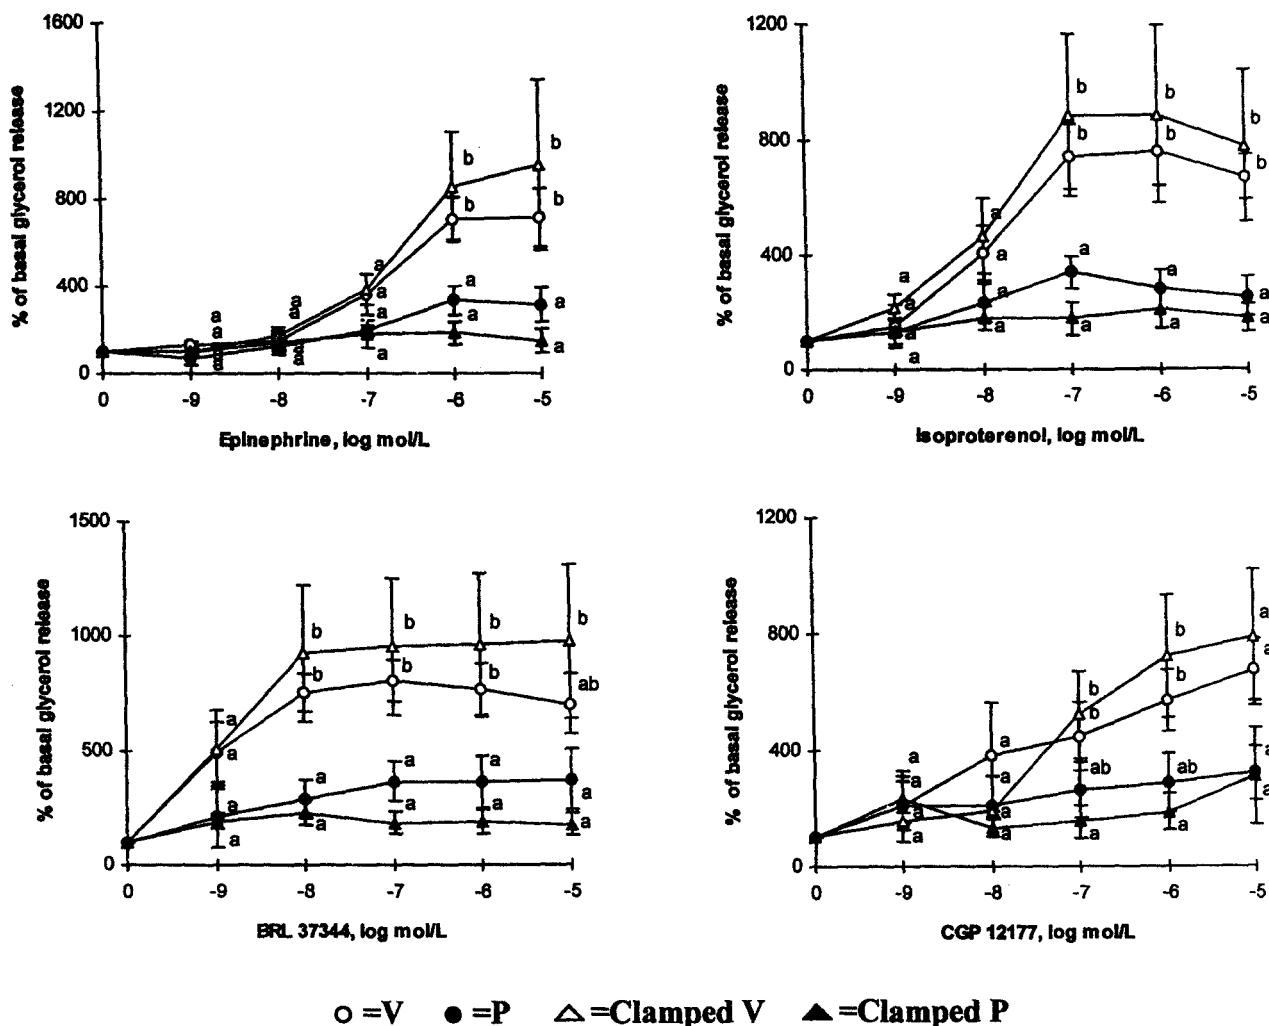 1600
1200
800
400
0
% of basal glycerol release
a
a
a
a
a
a
a
a
a
a
a
a
b
b
a
a
b
b
a
a
0 -9 -8 -7 -6 -5
Epinephrine, log mol/L
1200
800
400
0
% of basal glycerol release
a
a
a
a
a
a
a
a
b
b
a
a
b
b
a
a
b
b
a
a
0 -9 -8 -7 -6 -5
Isoproterenol, log mol/L
1500
1000
500
0
% of basal glycerol release
a
a
a
a
b
b
a
a
b
b
a
a
b
b
a
a
b
ab
a
a
0 -9 -8 -7 -6 -5
BRL 37344, log mol/L
1200
800
400
0
% of basal glycerol release
a
a
a
a
a
a
a
a
b
b
ab
a
b
b
ab
a
a
a
a
a
0 -9 -8 -7 -6 -5
CGP 12177, log mol/L
=V =P =Clamped V =Clamped P